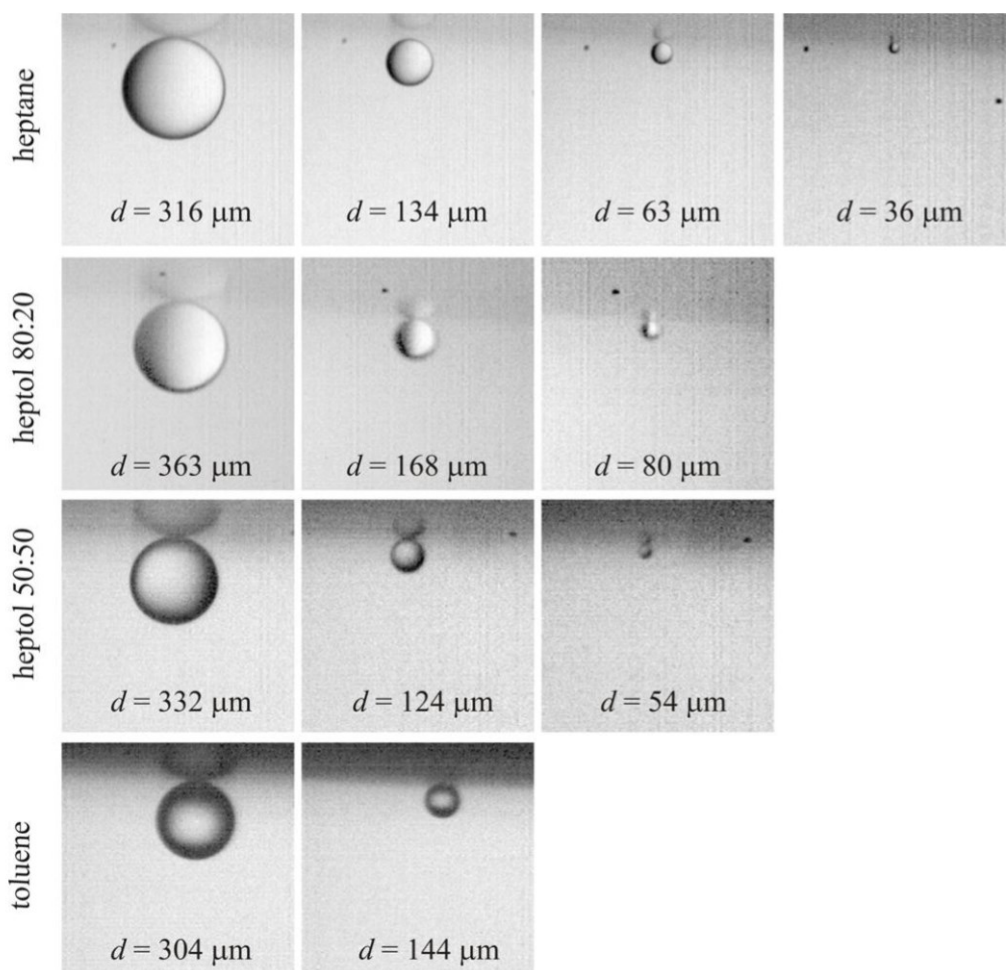 heptane
d = 316 μm
d = 134 μm
d = 63 μm
d = 36 μm
heptol 80:20
d = 363 μm
d = 168 μm
d = 80 μm
heptol 50:50
d = 332 μm
d = 124 μm
d = 54 μm
toluene
d = 304 μm
d = 144 μm